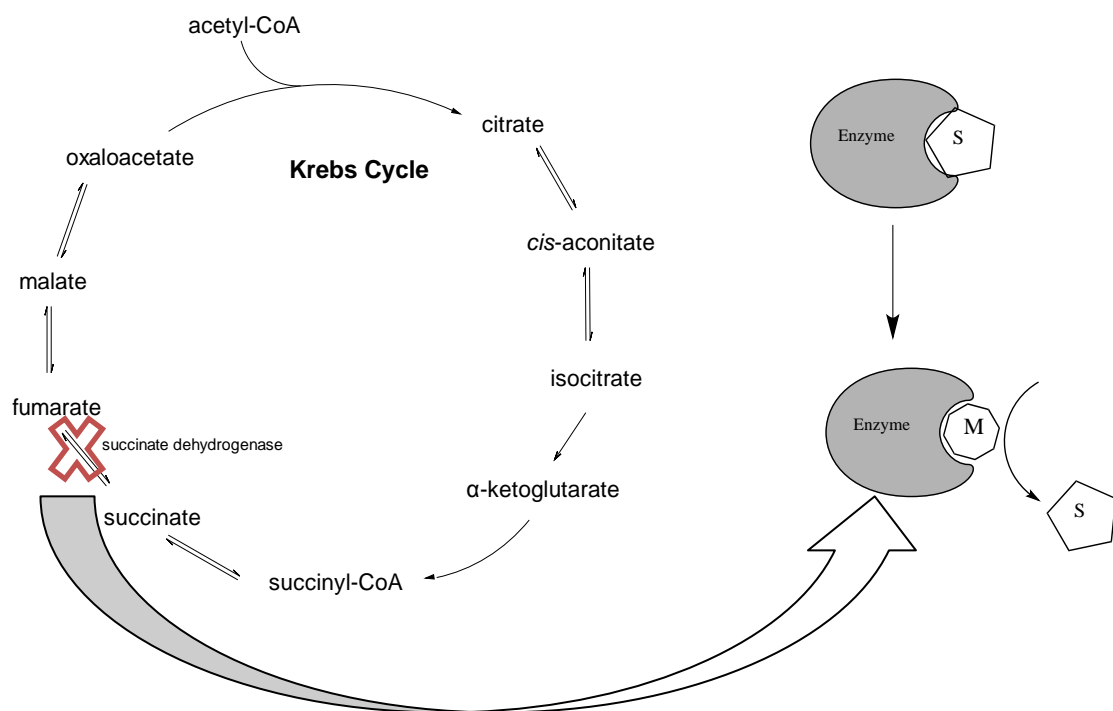 acetyl-CoA
citrate
oxaloacetate
Krebs Cycle
cis-aconitate
malate
isocitrate
fumarate
succinate dehydrogenase
α-ketoglutarate
succinate
succinyl-CoA
Enzyme
S
Enzyme
M
S